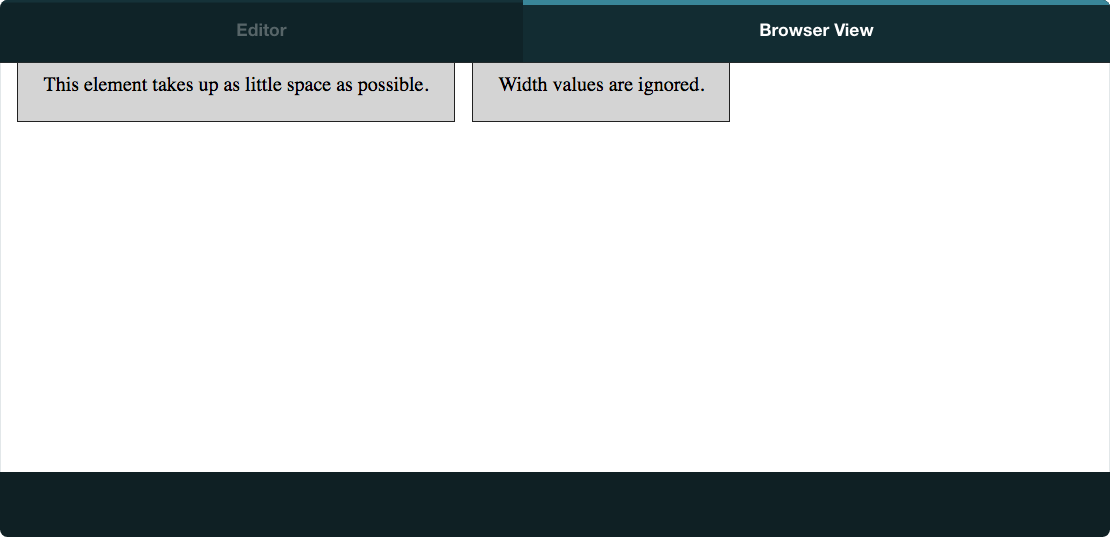 Editor
Browser View
This element takes up as little space as possible.
Width values are ignored.